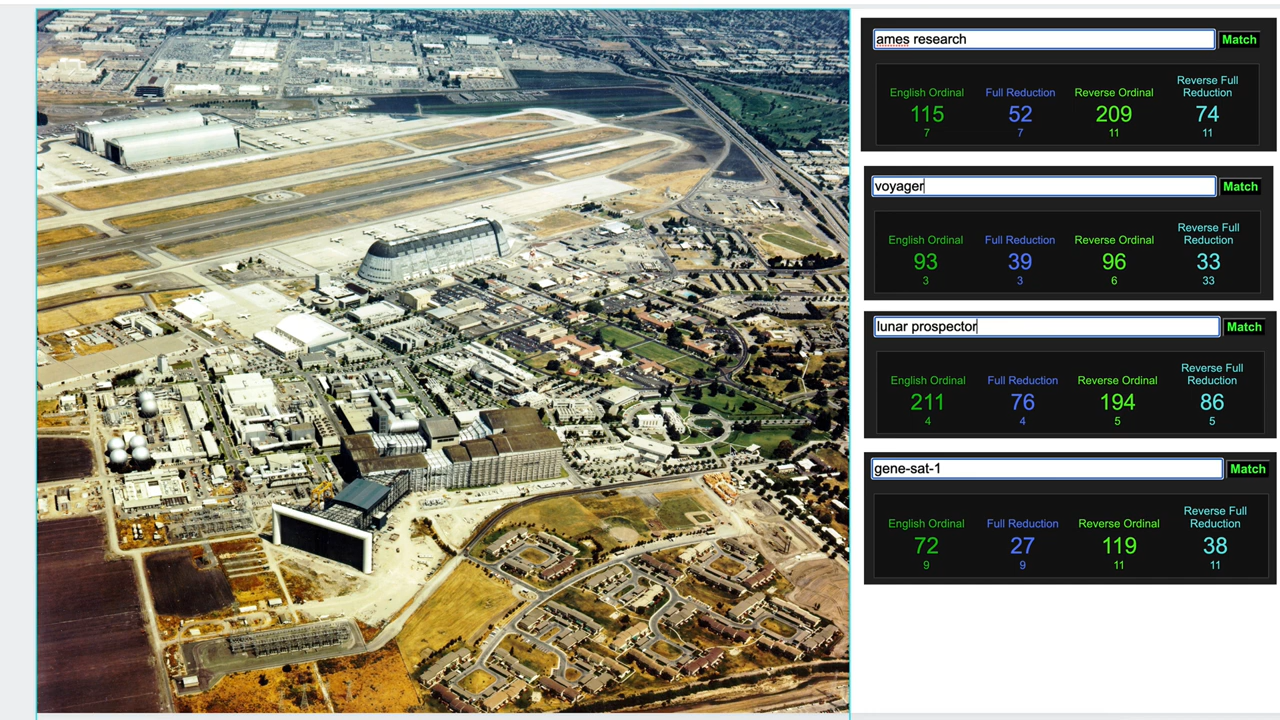 ames research
Match
English Ordinal Full Reduction Reverse Ordinal Reverse Full Reduction
115 52 209 74
7 7 11 11
voyager
Match
English Ordinal Full Reduction Reverse Ordinal Reverse Full Reduction
93 39 96 33
3 3 6 33
lunar prospector
Match
English Ordinal Full Reduction Reverse Ordinal Reverse Full Reduction
211 76 194 86
4 4 5 5
gene-sat-1
Match
English Ordinal Full Reduction Reverse Ordinal Reverse Full Reduction
72 27 119 38
9 9 11 11